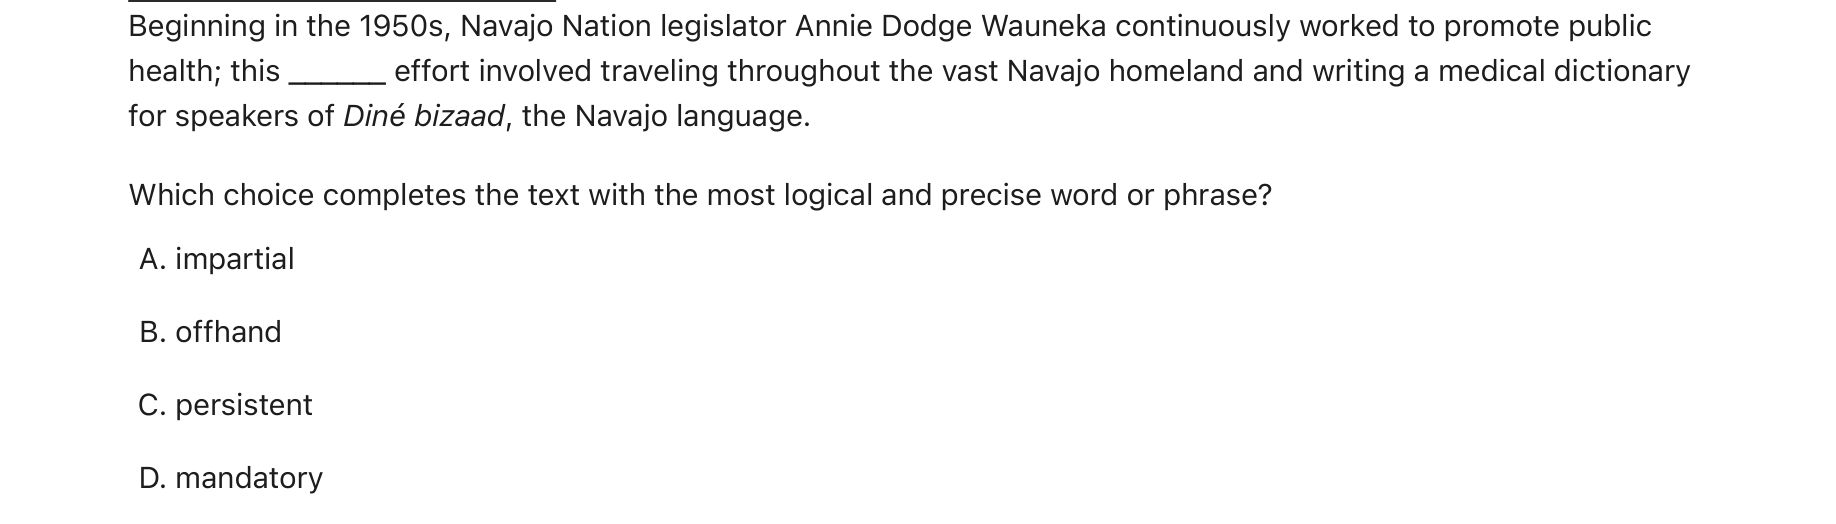 Beginning in the 1950s, Navajo Nation legislator Annie Dodge Wauneka continuously worked to promote public
health; this ______ effort involved traveling throughout the vast Navajo homeland and writing a medical dictionary
for speakers of Diné bizaad, the Navajo language.
Which choice completes the text with the most logical and precise word or phrase?
A. impartial
B. offhand
C. persistent
D. mandatory